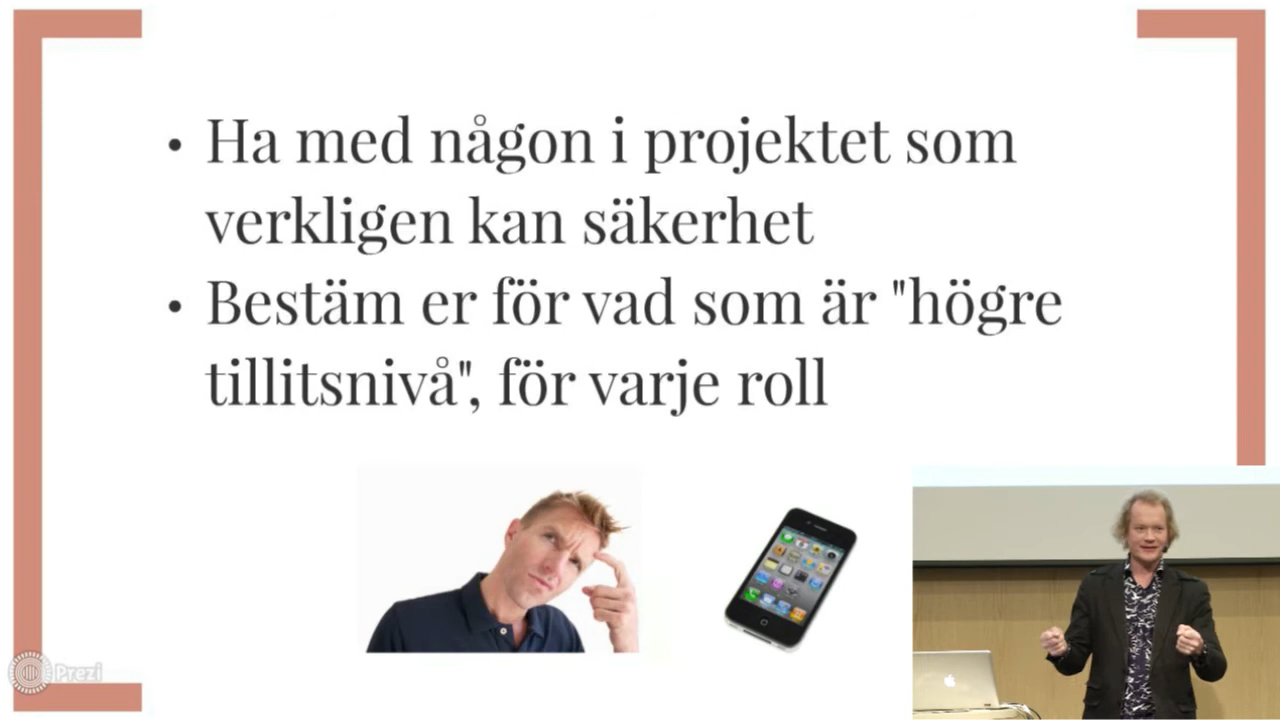 • Ha med någon i projektet som
verkligen kan säkerhet
• Bestäm er för vad som är "högre
tillitsnivå", för varje roll
Prezi